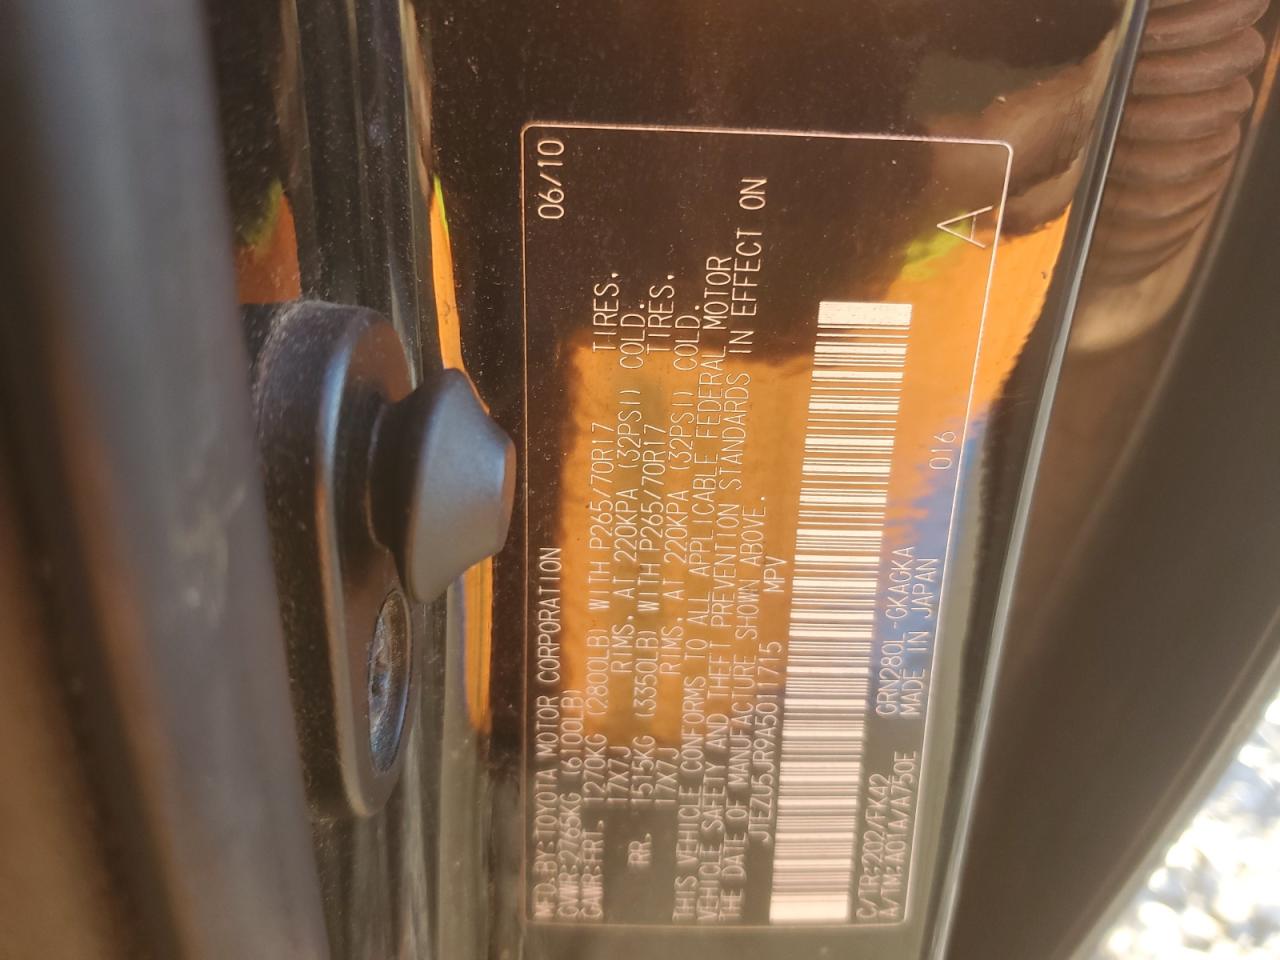 MFD.BY:TOYOTA MOTOR CORPORATION 06/10
GVWR:2765KG (6100LB)
GAWR:FRT. 1270KG (2800LB) WITH P265/70R17 TIRES,
17X7.J RIMS, AT 220KPA (32PSI) COLD.
RR. 1515KG (3350LB) WITH P265/70R17 TIRES,
17X7.J RIMS, AT 220KPA (32PSI) COLD.
THIS VEHICLE CONFORMS TO ALL APPLICABLE FEDERAL MOTOR
VEHICLE SAFETY AND THEFT PREVENTION STANDARDS IN EFFECT ON
THE DATE OF MANUFACTURE SHOWN ABOVE.
JTEZU5JR9A5011715 MPV
C/TR:202/FK42 GRN280L -GKAGKA
A/TM:A01A/A750E MADE IN JAPAN 016 A